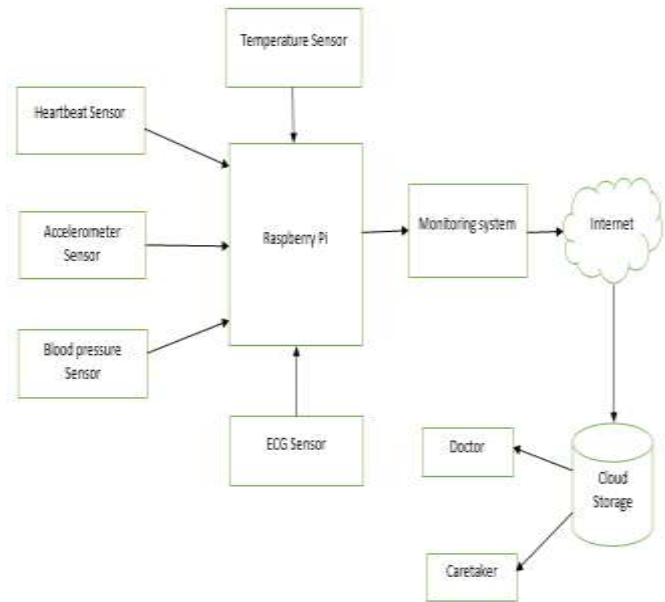 Temperature Sensor
Heartbeat Sensor
Accelerometer
Sensor
Raspberry Pi
Monitoring system
Internet
Blood pressure
Sensor
ECG Sensor
Doctor
Cloud
Storage
Caretaker